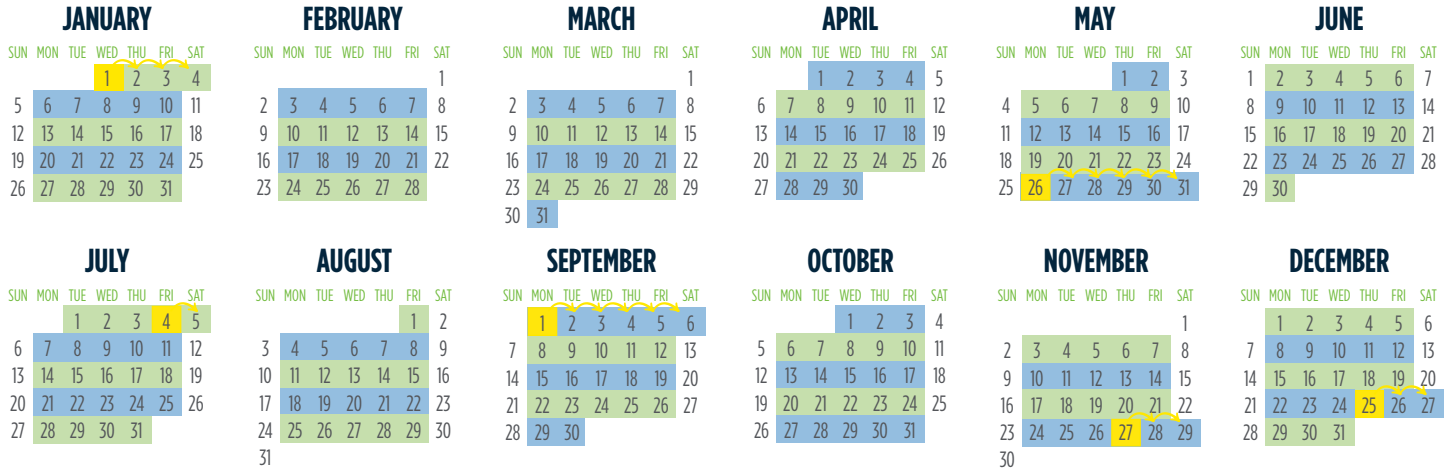 JANUARY
SUN MON TUE WED THU FRI SAT
1 2 3 4
5 6 7 8 9 10 11
12 13 14 15 16 17 18
19 20 21 22 23 24 25
26 27 28 29 30 31
FEBRUARY
SUN MON TUE WED THU FRI SAT
1
2 3 4 5 6 7 8
9 10 11 12 13 14 15
16 17 18 19 20 21 22
23 24 25 26 27 28
MARCH
SUN MON TUE WED THU FRI SAT
1
2 3 4 5 6 7 8
9 10 11 12 13 14 15
16 17 18 19 20 21 22
23 24 25 26 27 28 29
30 31
APRIL
SUN MON TUE WED THU FRI SAT
1 2 3 4 5
6 7 8 9 10 11 12
13 14 15 16 17 18 19
20 21 22 23 24 25 26
27 28 29 30
MAY
SUN MON TUE WED THU FRI SAT
1 2 3
4 5 6 7 8 9 10
11 12 13 14 15 16 17
18 19 20 21 22 23 24
25 26 27 28 29 30 31
JUNE
SUN MON TUE WED THU FRI SAT
1 2 3 4 5 6 7
8 9 10 11 12 13 14
15 16 17 18 19 20 21
22 23 24 25 26 27 28
29 30
JULY
SUN MON TUE WED THU FRI SAT
1 2 3 4 5
6 7 8 9 10 11 12
13 14 15 16 17 18 19
20 21 22 23 24 25 26
27 28 29 30 31
AUGUST
SUN MON TUE WED THU FRI SAT
1 2
3 4 5 6 7 8 9
10 11 12 13 14 15 16
17 18 19 20 21 22 23
24 25 26 27 28 29 30
31
SEPTEMBER
SUN MON TUE WED THU FRI SAT
1 2 3 4 5 6
7 8 9 10 11 12 13
14 15 16 17 18 19 20
21 22 23 24 25 26 27
28 29 30
OCTOBER
SUN MON TUE WED THU FRI SAT
1 2 3 4
5 6 7 8 9 10 11
12 13 14 15 16 17 18
19 20 21 22 23 24 25
26 27 28 29 30 31
NOVEMBER
SUN MON TUE WED THU FRI SAT
1
2 3 4 5 6 7 8
9 10 11 12 13 14 15
16 17 18 19 20 21 22
23 24 25 26 27 28 29
30
DECEMBER
SUN MON TUE WED THU FRI SAT
1 2 3 4 5 6
7 8 9 10 11 12 13
14 15 16 17 18 19 20
21 22 23 24 25 26 27
28 29 30 31